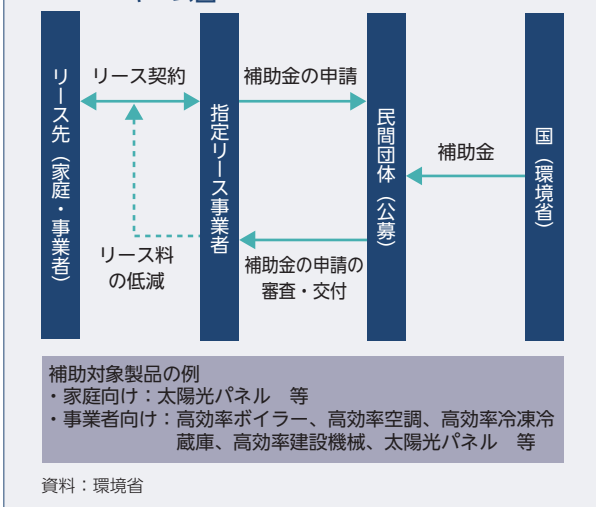 リース先（家庭・事業者）
リース契約
リース料
の低減
指定リース事業者
補助金の申請
補助金の申請の
審査・交付
民間団体（公募）
補助金
国（環境省）
補助対象製品の例
・家庭向け：太陽光パネル　等
・事業者向け：高効率ボイラー、高効率空調、高効率冷凍冷
蔵庫、高効率建設機械、太陽光パネル　等
資料：環境省